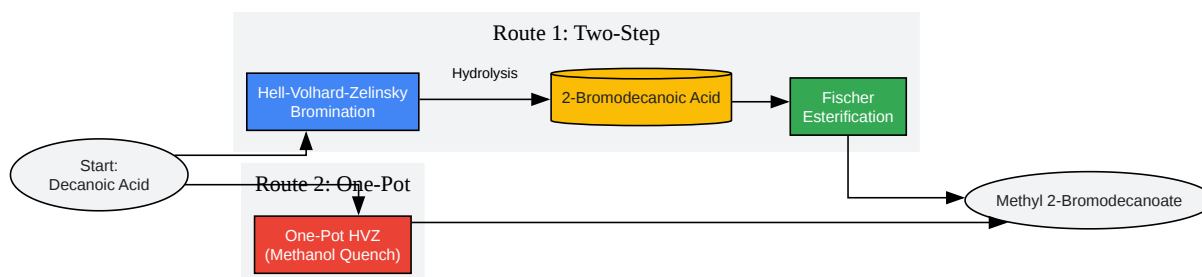 Route 1: Two-Step
Hell-Volhard-Zelinsky
Bromination
Hydrolysis
2-Bromodecanoic Acid
Fischer
Esterification
Start:
Decanoic Acid
Route 2: One-Pot
One-Pot HVZ
(Methanol Quench)
Methyl 2-Bromodecanoate